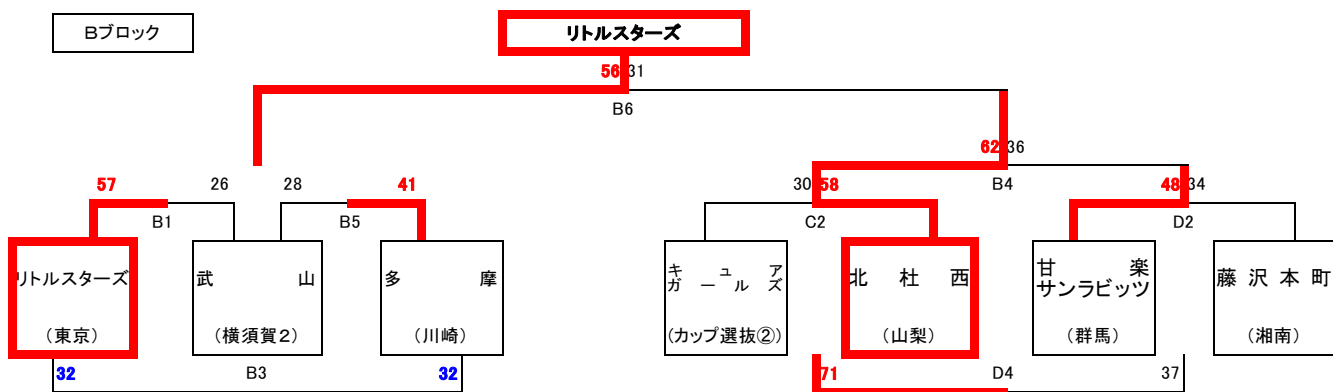 Bブロック
リトルスターズ
56 31
B6
62 36
57 26 28 41 30 58 B4 48 34
B1 B5 C2 D2
リトルスターズ 武山 多摩 キュアガールズ 北杜西 甘楽サンラビッツ 藤沢本町
(東京) (横須賀2) (川崎) (カップ選抜②) (山梨) (群馬) (湘南)
32 B3 32 71 D4 37